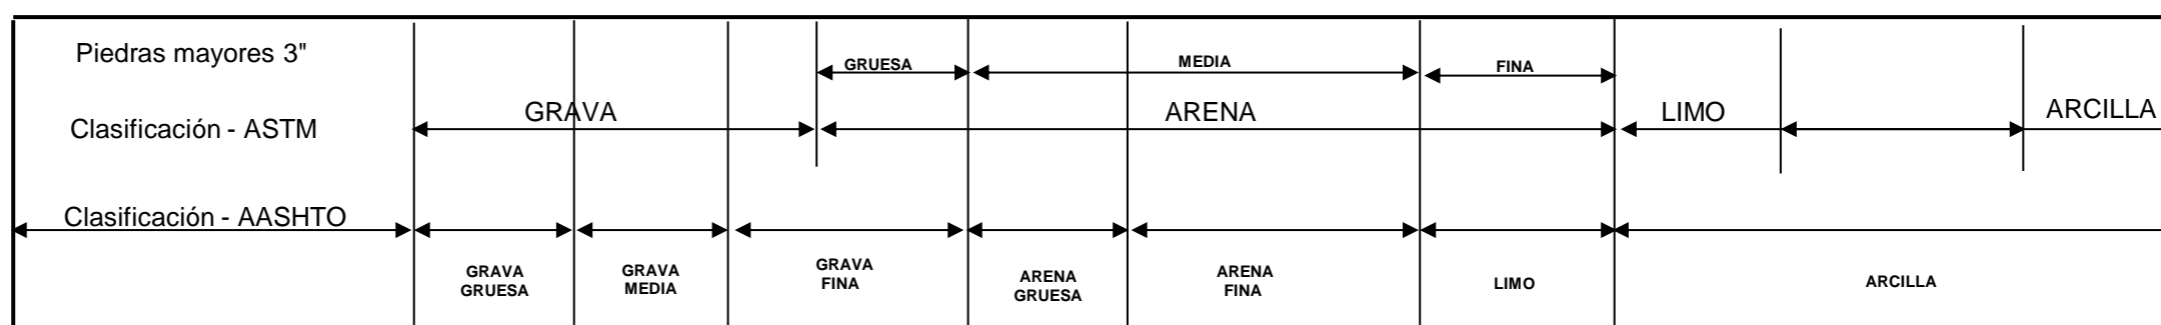 Piedras mayores 3"
GRUESA
MEDIA
FINA
Clasificación - ASTM
GRAVA
ARENA
LIMO
ARCILLA
Clasificación - AASHTO
GRAVA
GRUESA
GRAVA
MEDIA
GRAVA
FINA
ARENA
GRUESA
ARENA
FINA
LIMO
ARCILLA